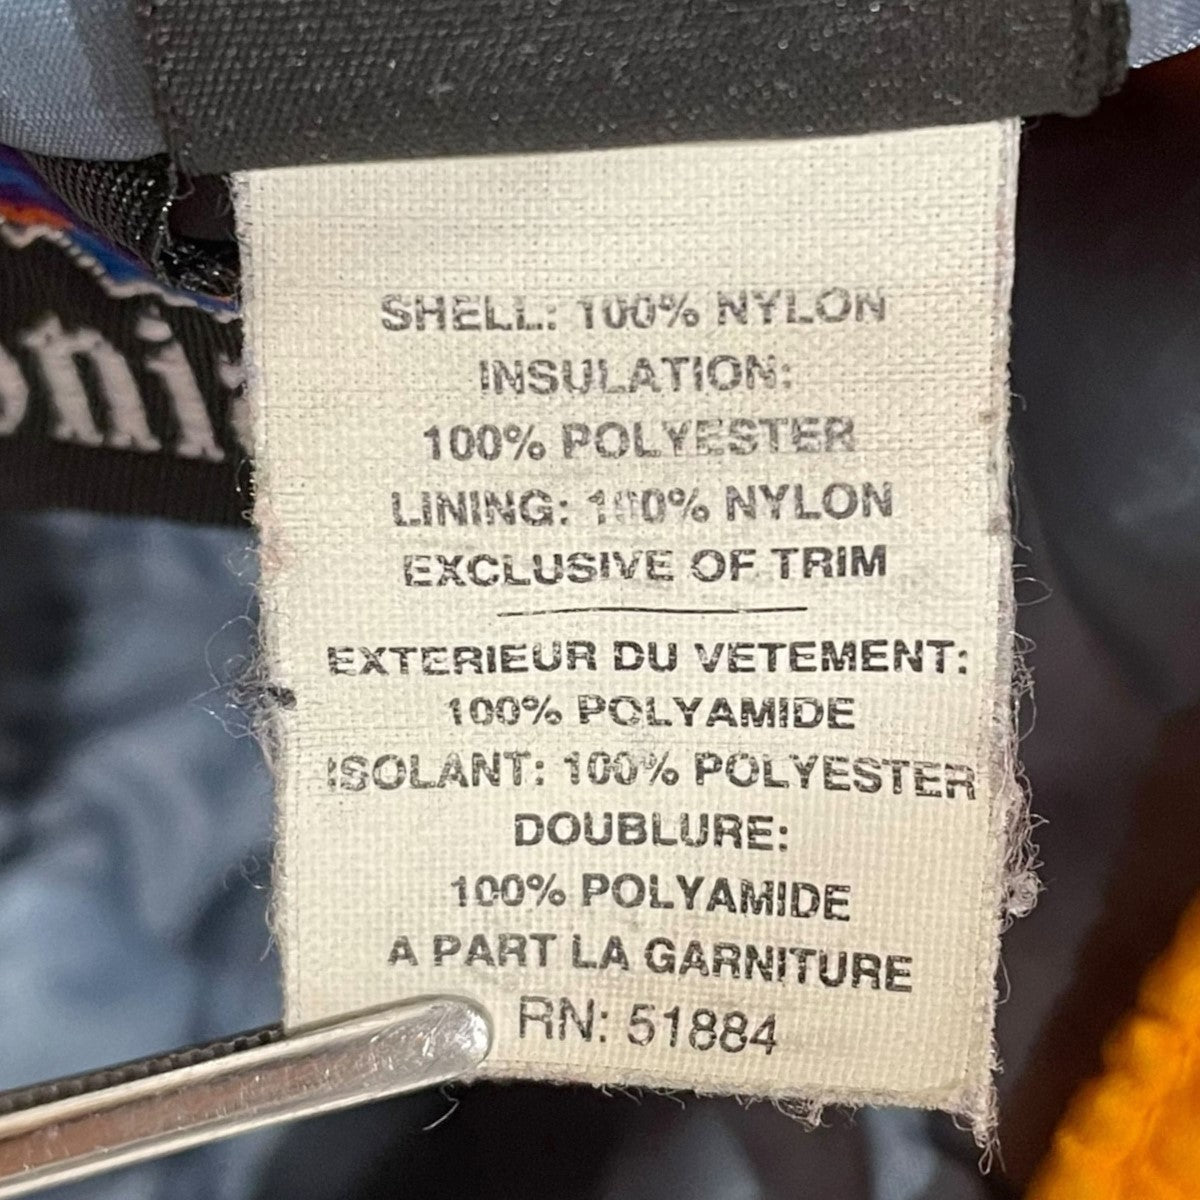 SHELL: 100% NYLON
INSULATION:
100% POLYESTER
LINING: 100% NYLON
EXCLUSIVE OF TRIM
EXTERIEUR DU VETEMENT:
100% POLYAMIDE
ISOLANT: 100% POLYESTER
DOUBLURE:
100% POLYAMIDE
A PART LA GARNITURE
RN: 51884